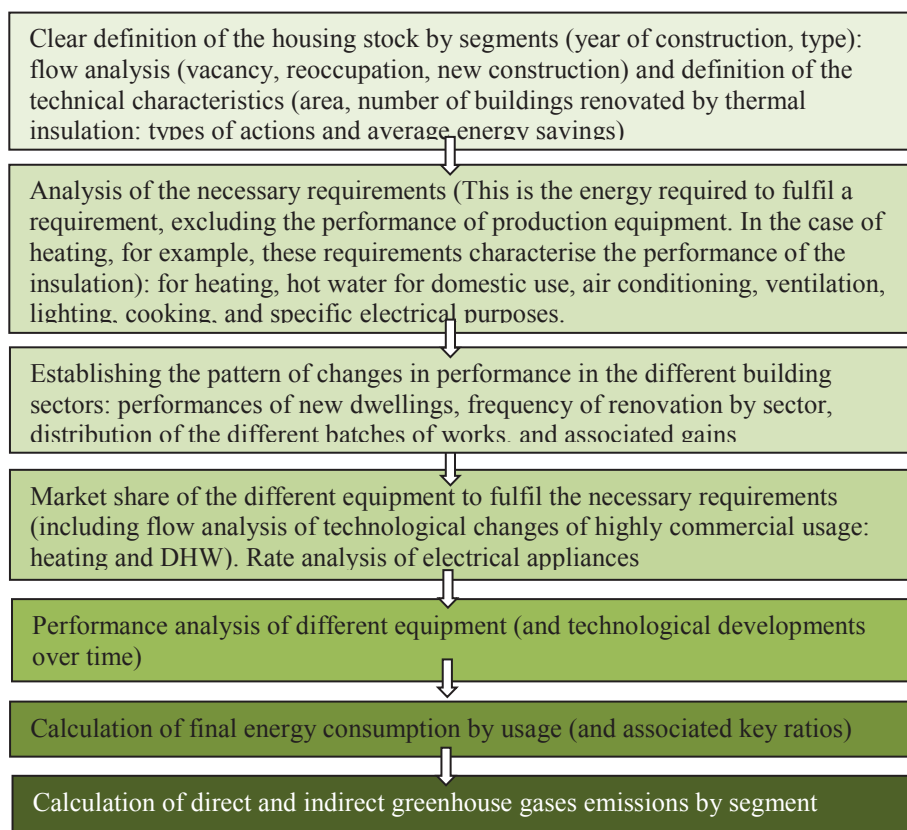 Clear definition of the housing stock by segments (year of construction, type):
flow analysis (vacancy, reoccupation, new construction) and definition of the
technical characteristics (area, number of buildings renovated by thermal
insulation: types of actions and average energy savings)
Analysis of the necessary requirements (This is the energy required to fulfil a
requirement, excluding the performance of production equipment. In the case of
heating, for example, these requirements characterise the performance of the
insulation): for heating, hot water for domestic use, air conditioning, ventilation,
lighting, cooking, and specific electrical purposes.
Establishing the pattern of changes in performance in the different building
sectors: performances of new dwellings, frequency of renovation by sector,
distribution of the different batches of works, and associated gains
Market share of the different equipment to fulfil the necessary requirements
(including flow analysis of technological changes of highly commercial usage:
heating and DHW). Rate analysis of electrical appliances
Performance analysis of different equipment (and technological developments
over time)
Calculation of final energy consumption by usage (and associated key ratios)
Calculation of direct and indirect greenhouse gases emissions by segment